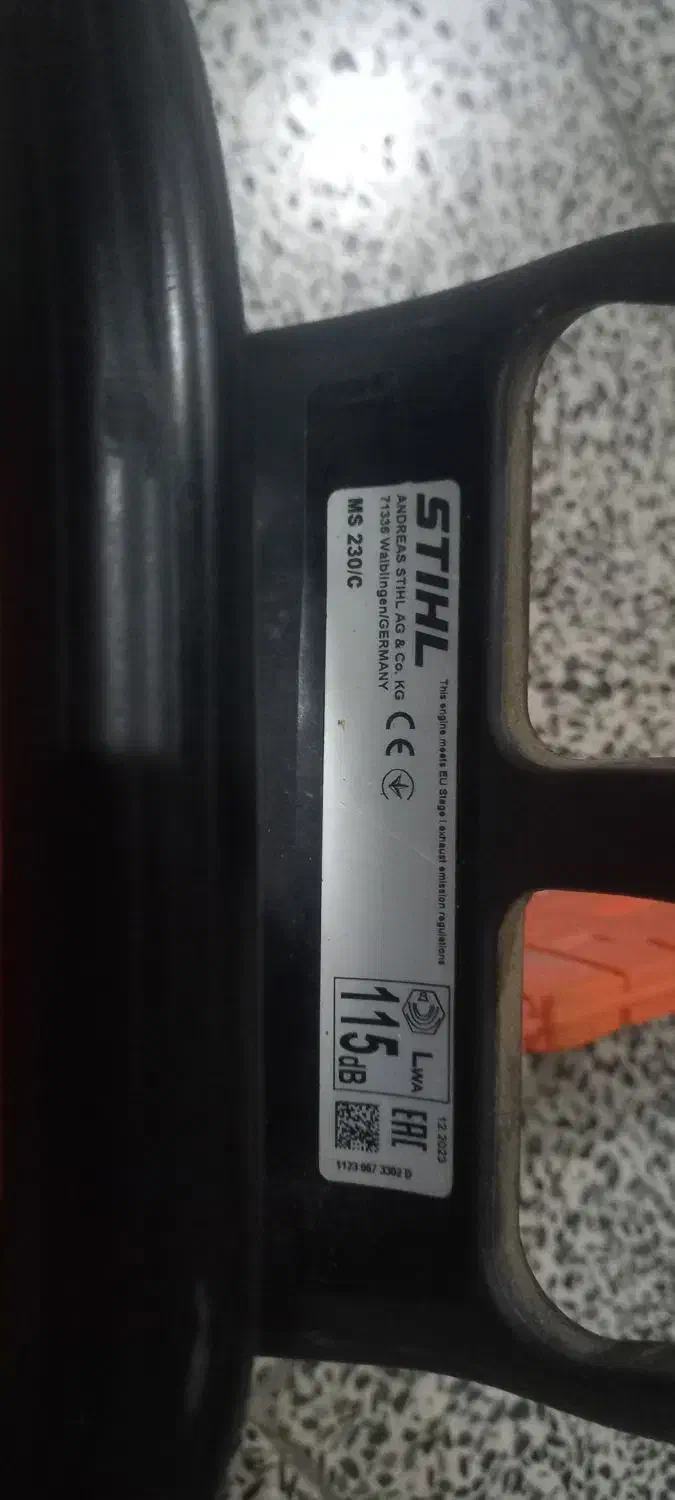 STIHL
This engine meets EU Stage I exhaust emission regulations
ANDREAS STIHL AG & Co. KG
71336 Waiblingen/GERMANY
CE
MS 230/C
LWA
115dB
12.2023
EAC
1123 967 3302 D